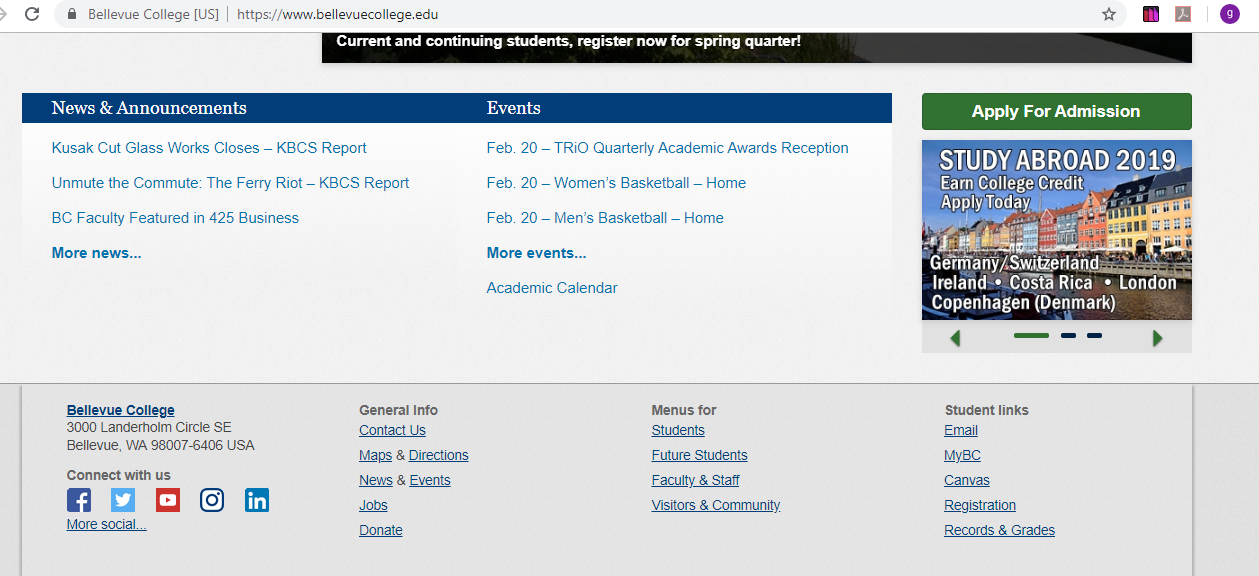 Bellevue College [US] | https://www.bellevuecollege.edu
g
Current and continuing students, register now for spring quarter!
News & Announcements
Kusak Cut Glass Works Closes – KBCS Report
Unmute the Commute: The Ferry Riot – KBCS Report
BC Faculty Featured in 425 Business
More news...
Events
Feb. 20 – TRiO Quarterly Academic Awards Reception
Feb. 20 – Women's Basketball – Home
Feb. 20 – Men's Basketball – Home
More events...
Academic Calendar
Apply For Admission
STUDY ABROAD 2019
Earn College Credit
Apply Today
Germany/Switzerland
Ireland • Costa Rica • London
Copenhagen (Denmark)
Bellevue College
3000 Landerholm Circle SE
Bellevue, WA 98007-6406 USA
Connect with us
f
in
More social...
General Info
Contact Us
Maps & Directions
News & Events
Jobs
Donate
Menus for
Students
Future Students
Faculty & Staff
Visitors & Community
Student links
Email
MyBC
Canvas
Registration
Records & Grades